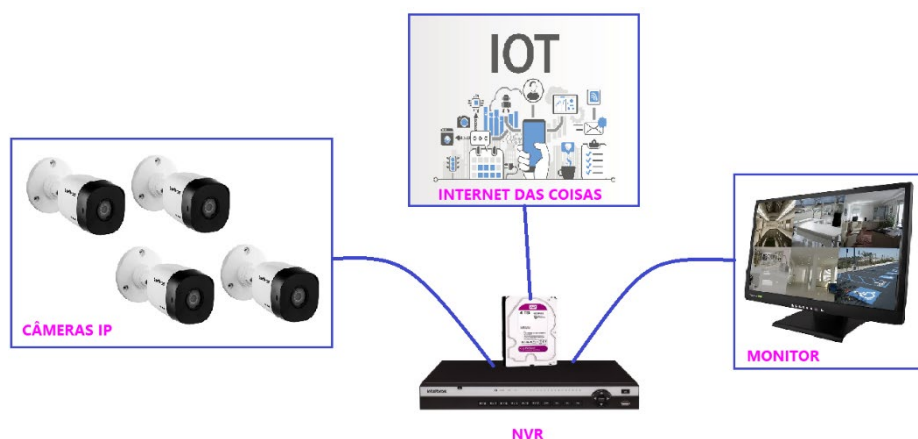 IOT
INTERNET DAS COISAS
CÂMERAS IP
MONITOR
NVR